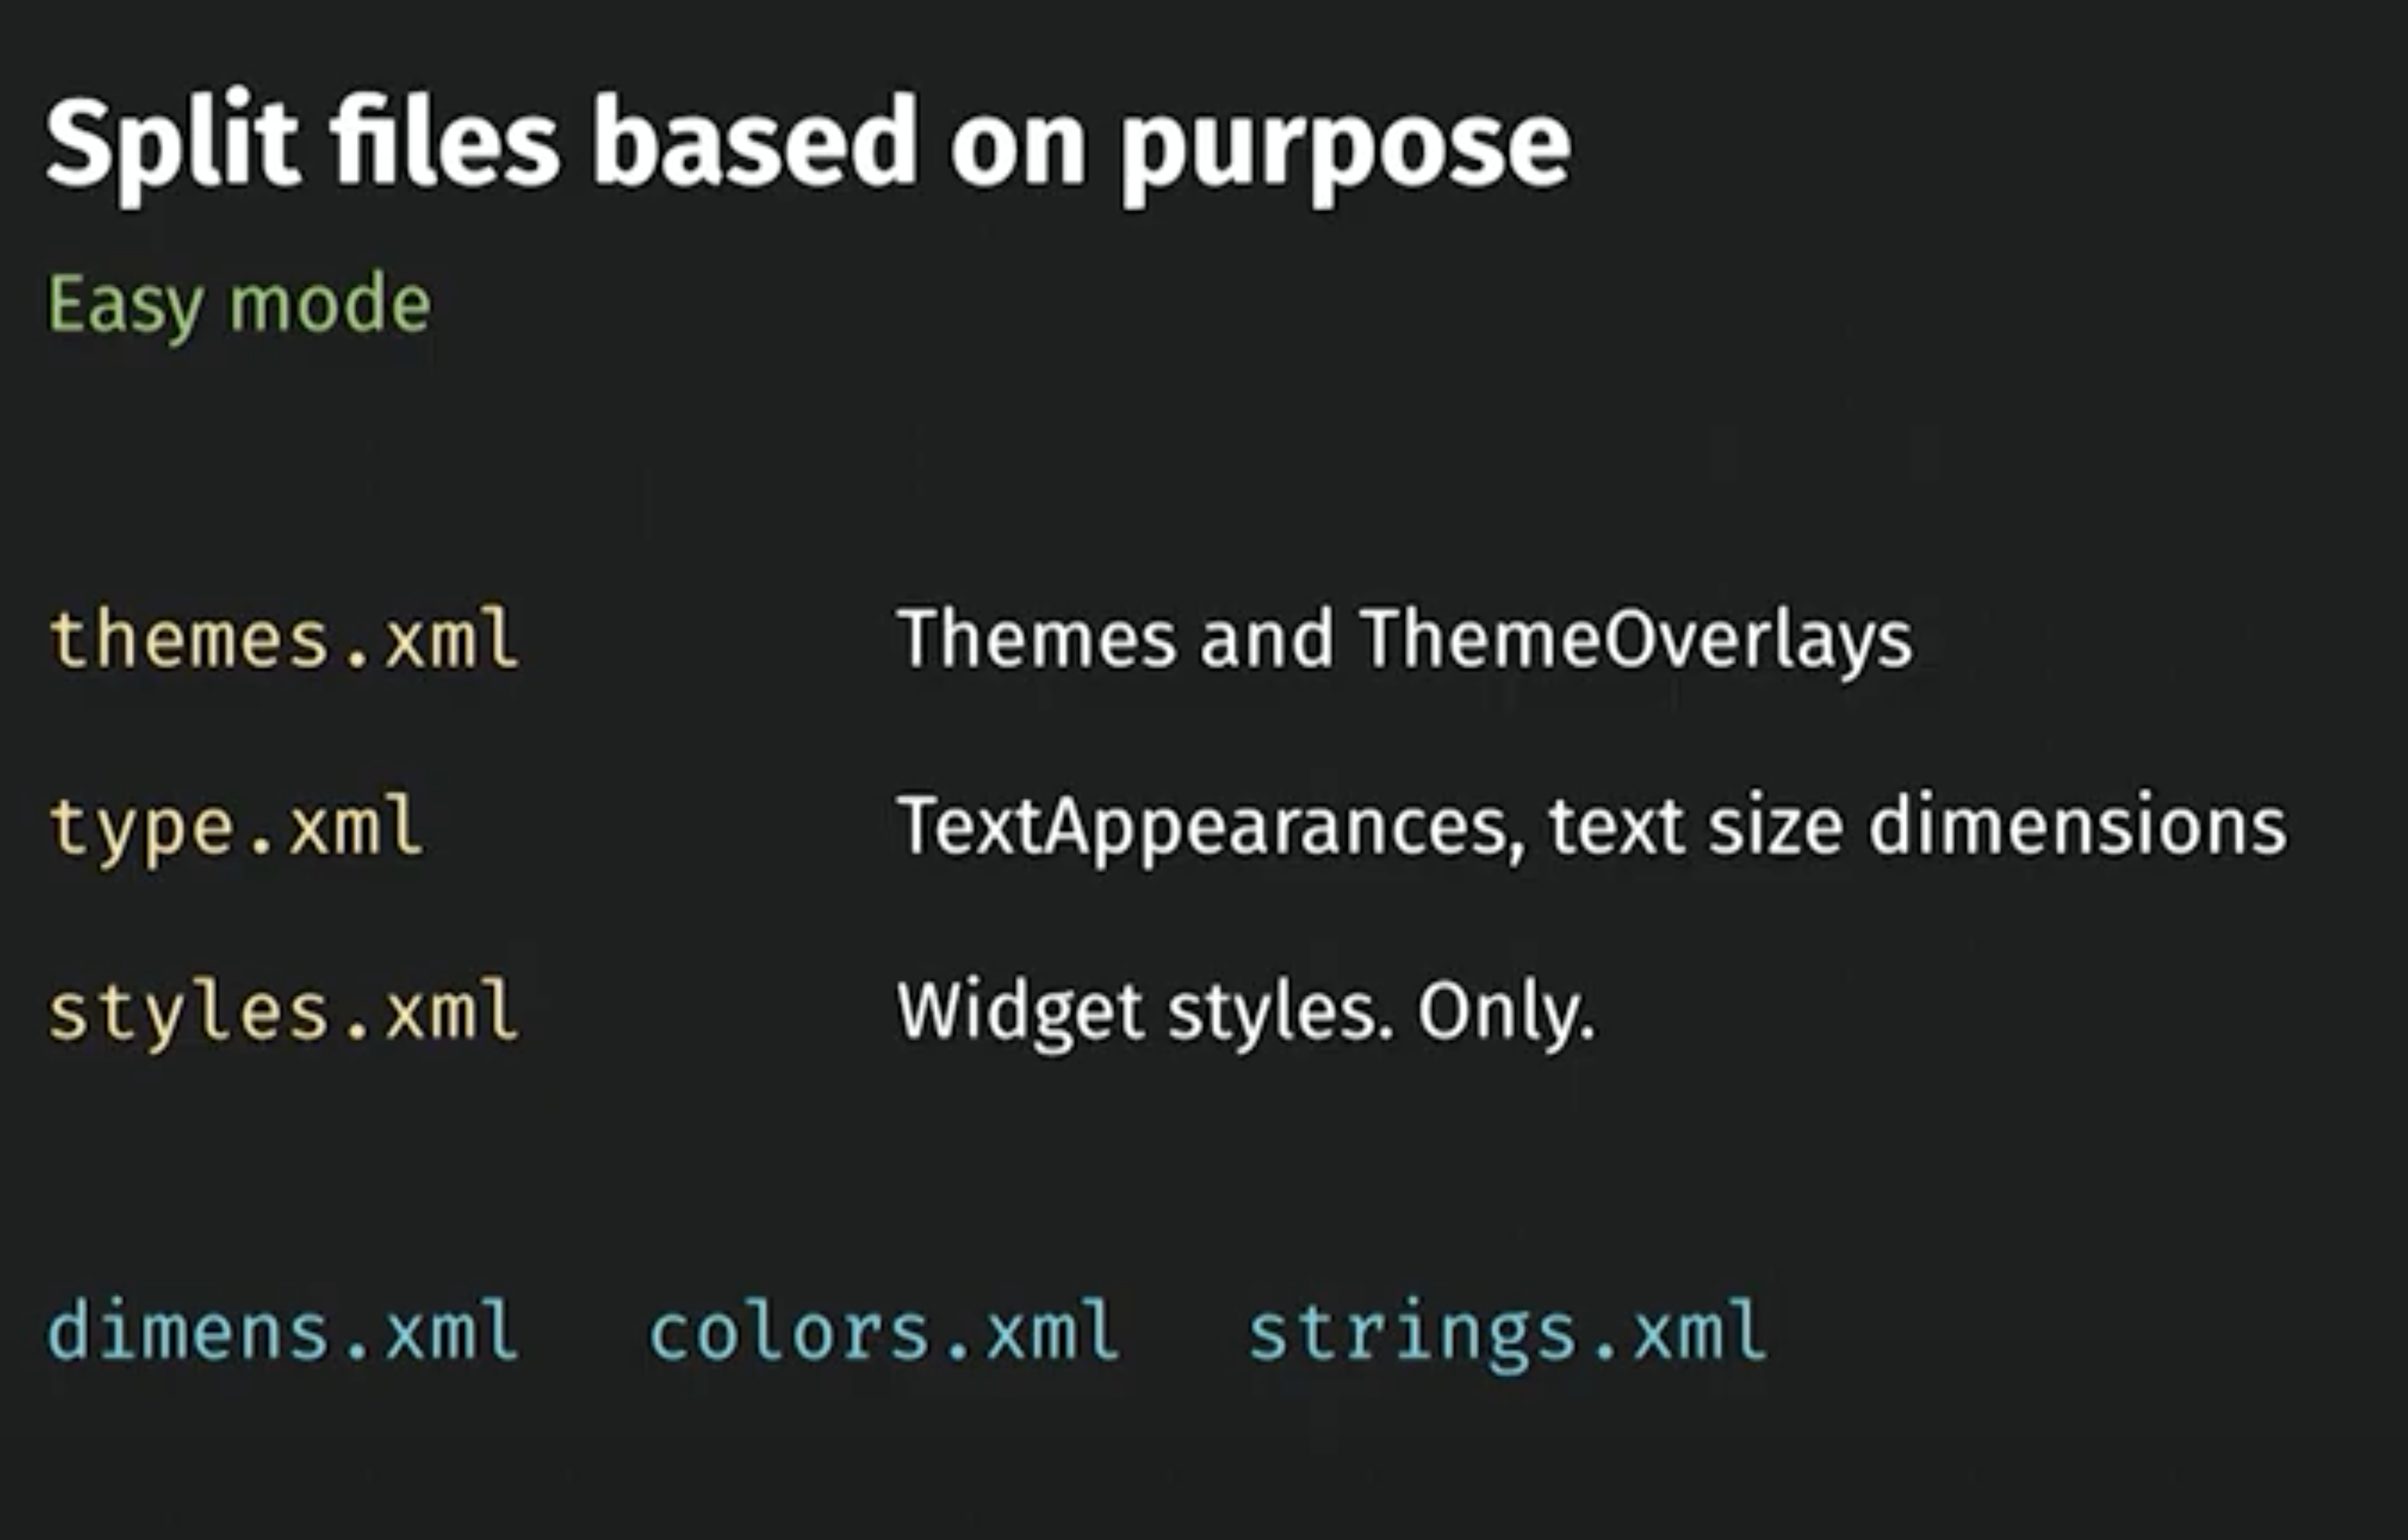 Split files based on purpose
Easy mode
themes.xml Themes and ThemeOverlays
type.xml TextAppearances, text size dimensions
styles.xml Widget styles. Only.
dimens.xml colors.xml strings.xml